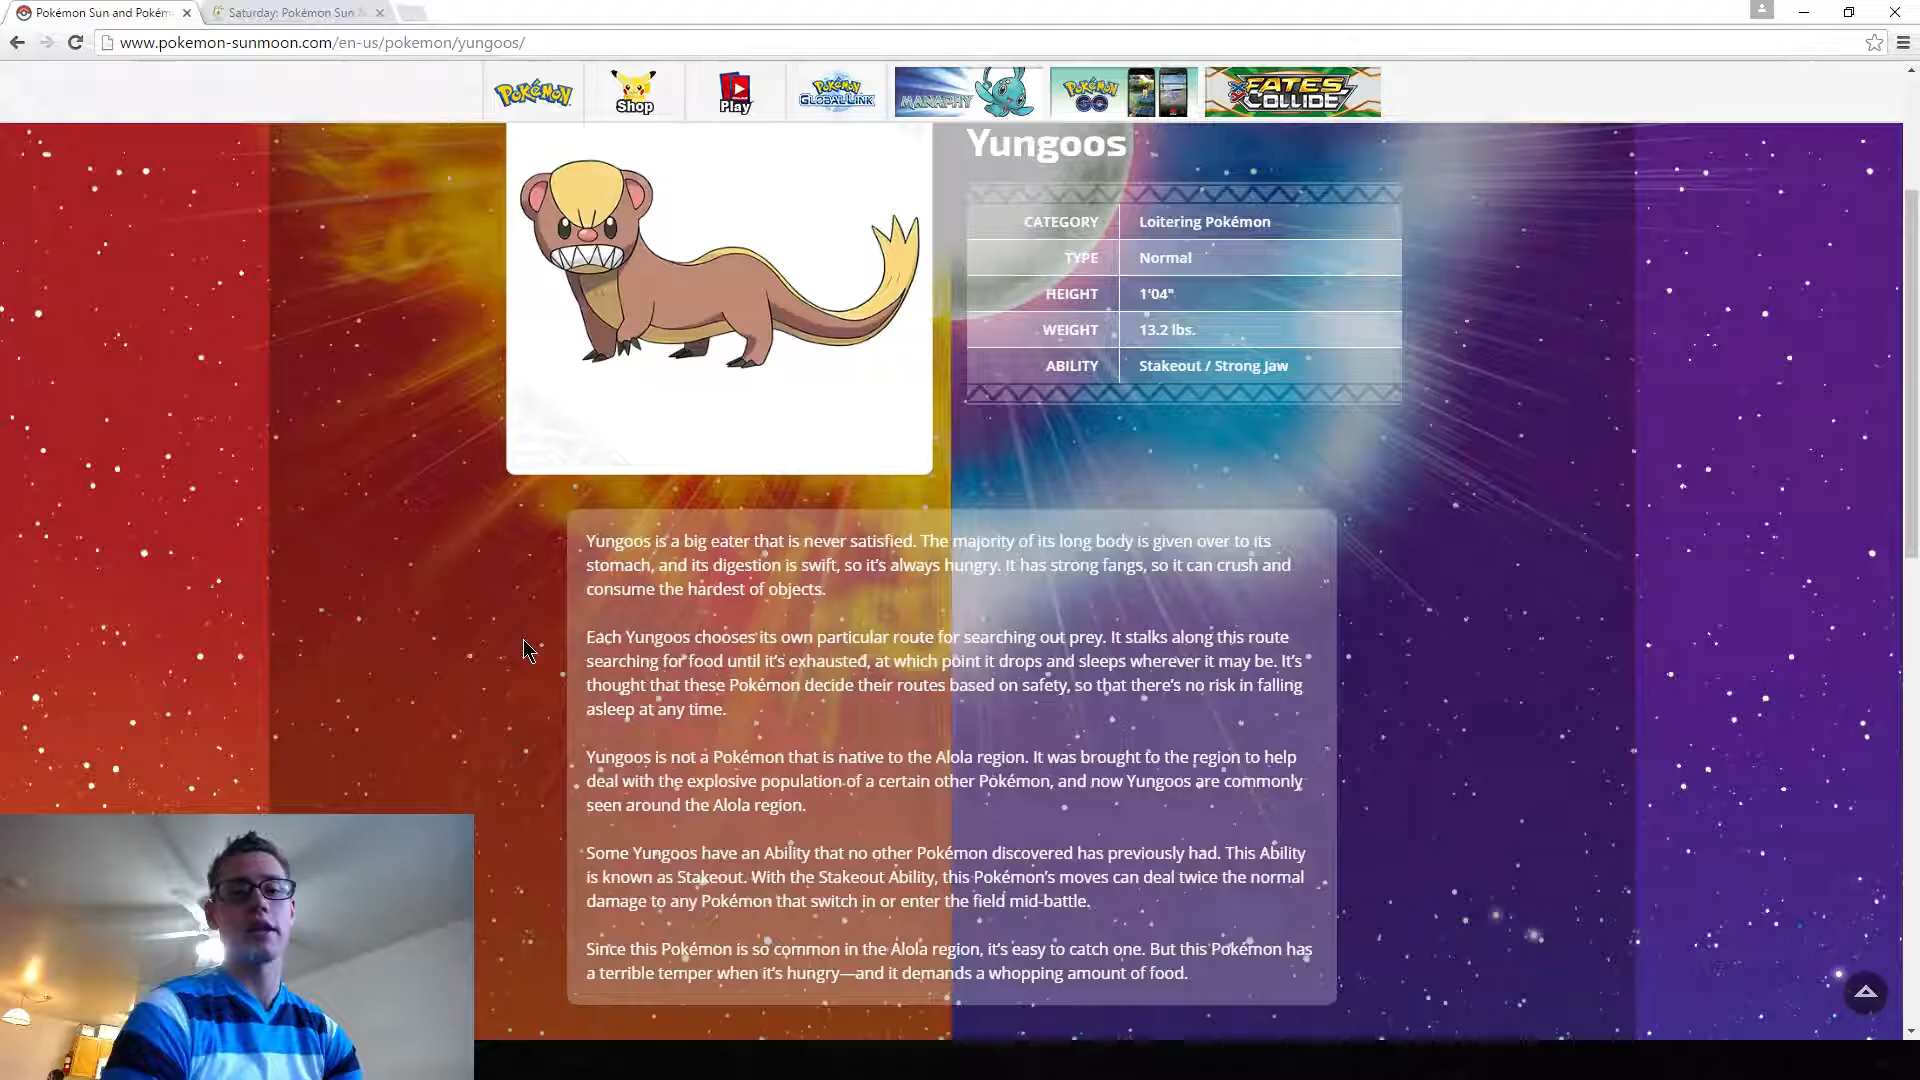 Pokémon Sun and Pokém
Saturday: Pokémon Sun
www.pokemon-sunmoon.com/en-us/pokemon/yungoos/
Pokémon
Shop
Play
Pokémon
GLOBAL LINK
MANAPHY
Pokémon
GO
FATES
COLLIDE
Yungoos
CATEGORY Loitering Pokémon
TYPE Normal
HEIGHT 1'04"
WEIGHT 13.2 lbs.
ABILITY Stakeout / Strong Jaw
Yungoos is a big eater that is never satisfied. The majority of its long body is given over to its
stomach, and its digestion is swift, so it's always hungry. It has strong fangs, so it can crush and
consume the hardest of objects.
Each Yungoos chooses its own particular route for searching out prey. It stalks along this route
searching for food until it's exhausted, at which point it drops and sleeps wherever it may be. It's
thought that these Pokémon decide their routes based on safety, so that there's no risk in falling
asleep at any time.
Yungoos is not a Pokémon that is native to the Alola region. It was brought to the region to help
deal with the explosive population of a certain other Pokémon, and now Yungoos are commonly
seen around the Alola region.
Some Yungoos have an Ability that no other Pokémon discovered has previously had. This Ability
is known as Stakeout. With the Stakeout Ability, this Pokémon's moves can deal twice the normal
damage to any Pokémon that switch in or enter the field mid-battle.
Since this Pokémon is so common in the Alola region, it's easy to catch one. But this Pokémon has
a terrible temper when it's hungry—and it demands a whopping amount of food.